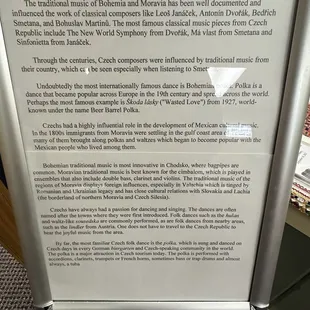 The traditional music of Bohemia and Moravia has been well documented and
influenced the work of classical composers like Leoš Janáček, Antonin Dvořák, Bedřich
Smetana, and Bohuslav Martinů. The most famous classical music pieces from Czech
Republic include The New World Symphony from Dvořák, Má vlast from Smetana and
Sinfonietta from Janáček.
Through the centuries, Czech composers were influenced by traditional music from
their country, which can be seen especially when listening to Smetana's
Undoubtedly the most internationally famous dance is Bohemian Polka. Polka is a
dance that became popular across Europe in the 19th century and spread across the world.
Perhaps the most famous example is Škoda lásky ("Wasted Love") from 1927, world-
known under the name Beer Barrel Polka.
Czechs had a highly influential role in the development of Mexican music.
In the 1800s immigrants from Moravia were settling in the gulf coast area
many of them brought along polkas and waltzes which began to become popular with the
Mexican people who lived among them.
Bohemian traditional music is most innovative in Chodsko, where bagpipes are
common. Moravian traditional music is best known for the cimbalom, which is played in
ensembles that also include double bass, clarinet and violins. The traditional music of the
regions of Moravia displays foreign influences, especially in Valachia which is tinged by
Romanian and Ukrainian legacy and has close cultural relations with Slovakia and Lachia
(the borderland of northern Moravia and Czech Silesia).
Czechs have always had a passion for dancing and singing. The dances are often
named after the towns where they were first introduced. Folk dances such as the furiant
and waltz-like sousedska are commonly performed, as are folk dances from nearby areas,
such as the ländler from Austria. One does not have to travel to the Czech Republic to
hear the joyful music from the area.
By far, the most familiar Czech folk dance is the polka, which is sung and danced on
Czech days in every German biergarten and Czech-speaking community in the world.
The polka is a major attraction in Czech tourism today. The polka is performed with
accordions, clarinets, trumpets or French horns, sometimes bass or trap drums and almost
always, a tuba.